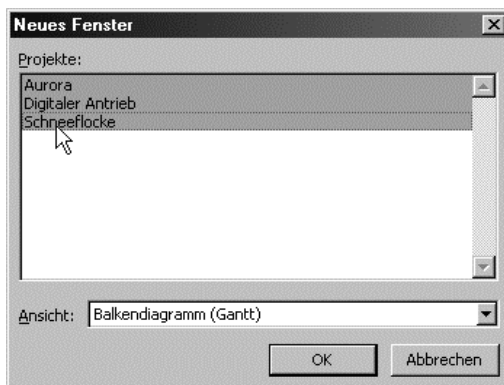 Neues Fenster
Projekte:
Aurora
Digitaler Antrieb
Schneeflocke
Ansicht: Balkendiagramm (Gantt)
OK Abbrechen